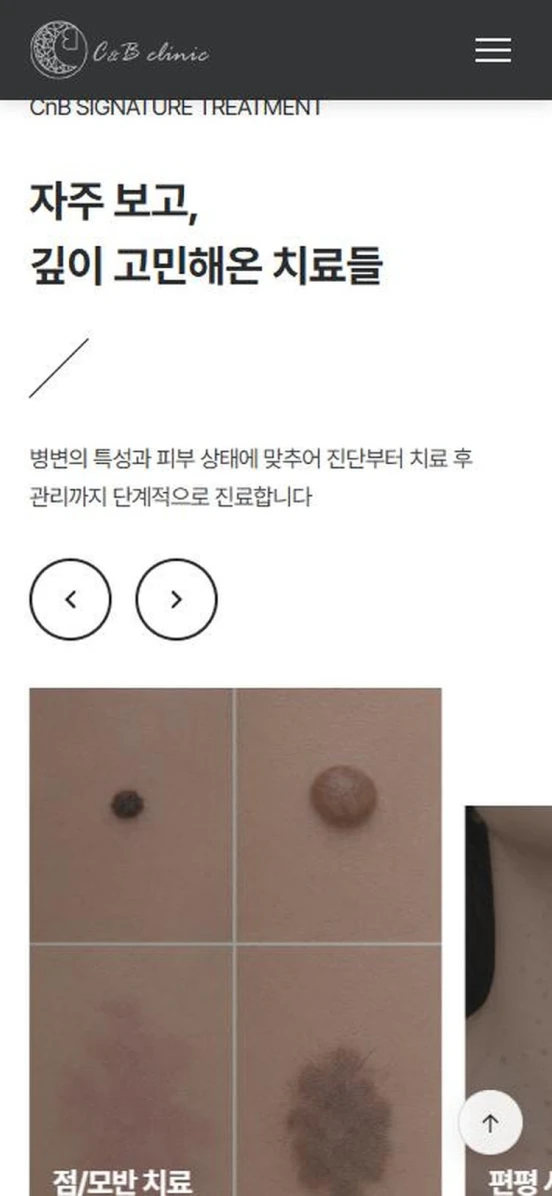 C&B clinic
CnB SIGNATURE TREATMENT
자주 보고,
깊이 고민해온 치료들
병변의 특성과 피부 상태에 맞추어 진단부터 치료 후
관리까지 단계적으로 진료합니다
점/모반 치료
편평